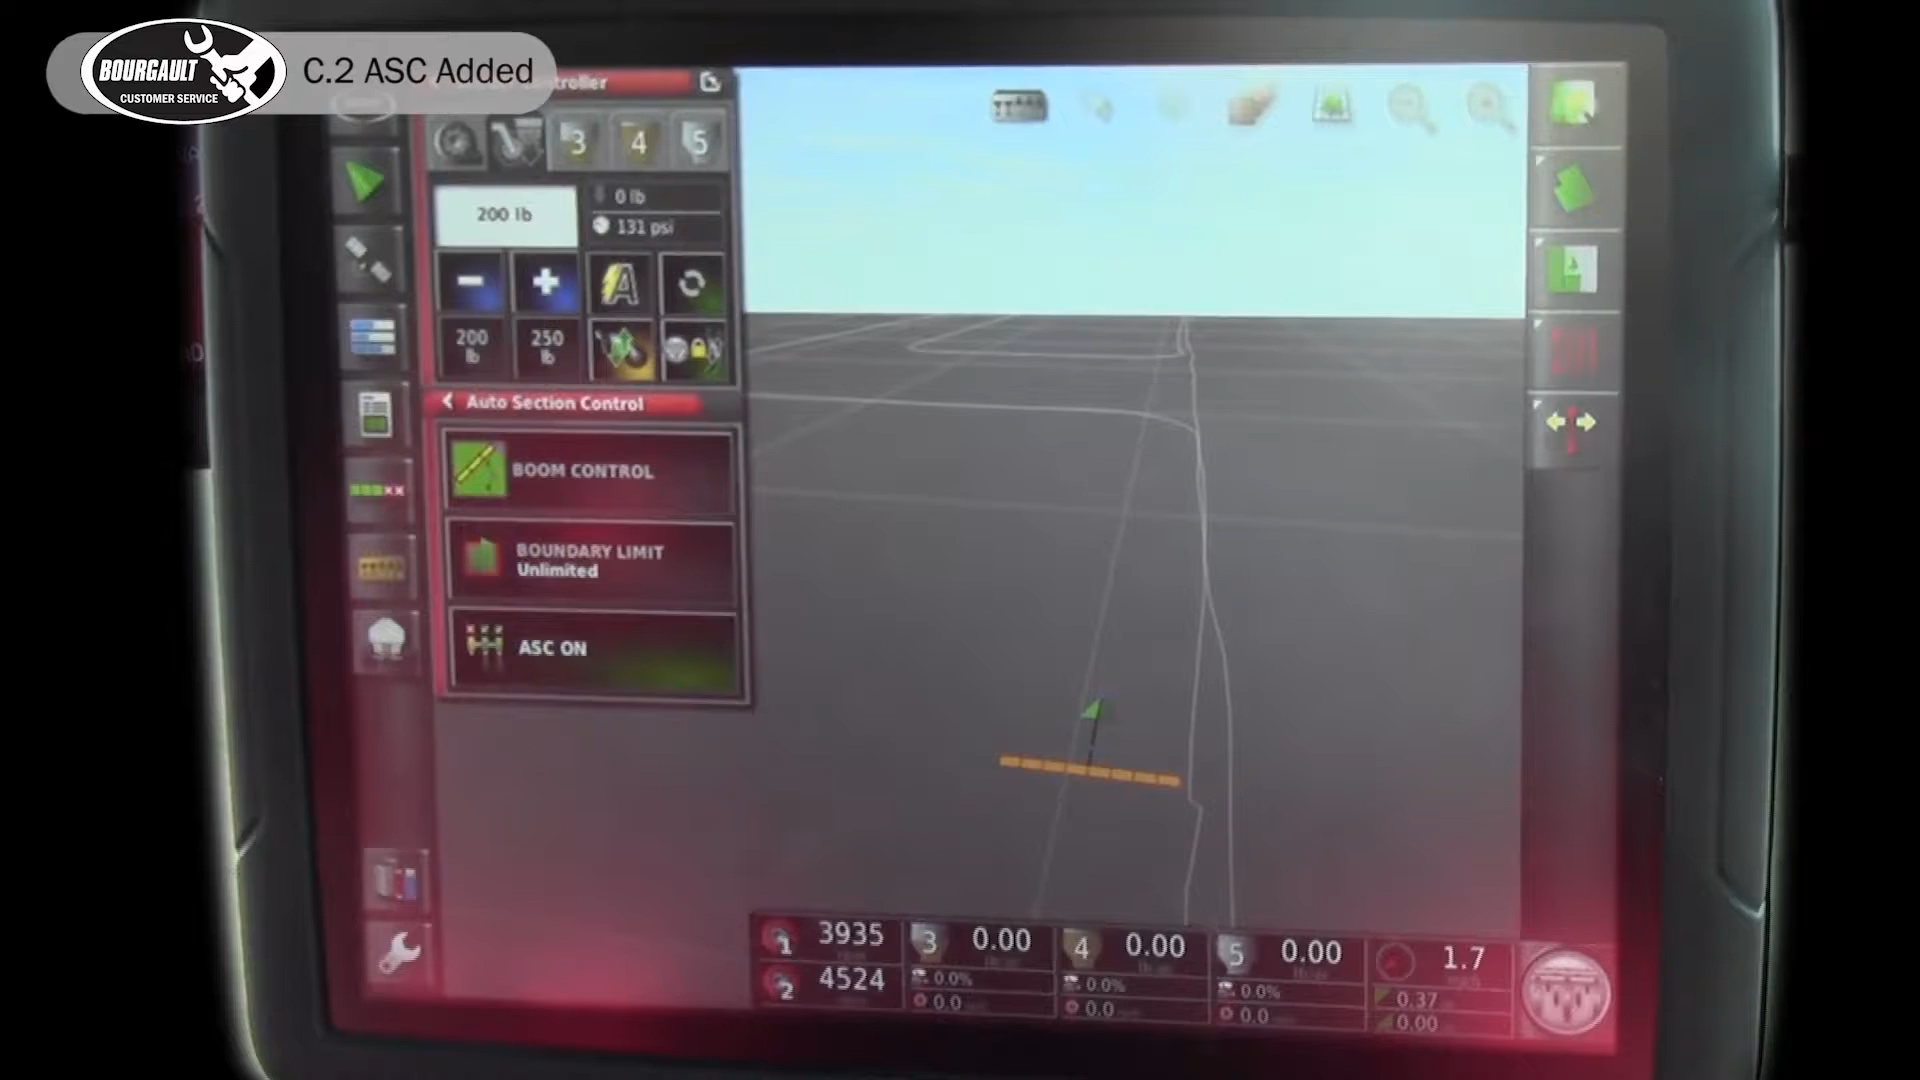 BOURGAULT
CUSTOMER SERVICE
C.2 ASC Added
3
4
5
200 lb
0 lb
131 psi
A
200
lb
250
lb
Auto Section Control
BOOM CONTROL
BOUNDARY LIMIT
Unlimited
ASC ON
1 3935
2 4524
3 0.00
0.0%
0.0
4 0.00
0.0%
0.0
5 0.00
0.0%
0.0
1.7
0.37
0.00